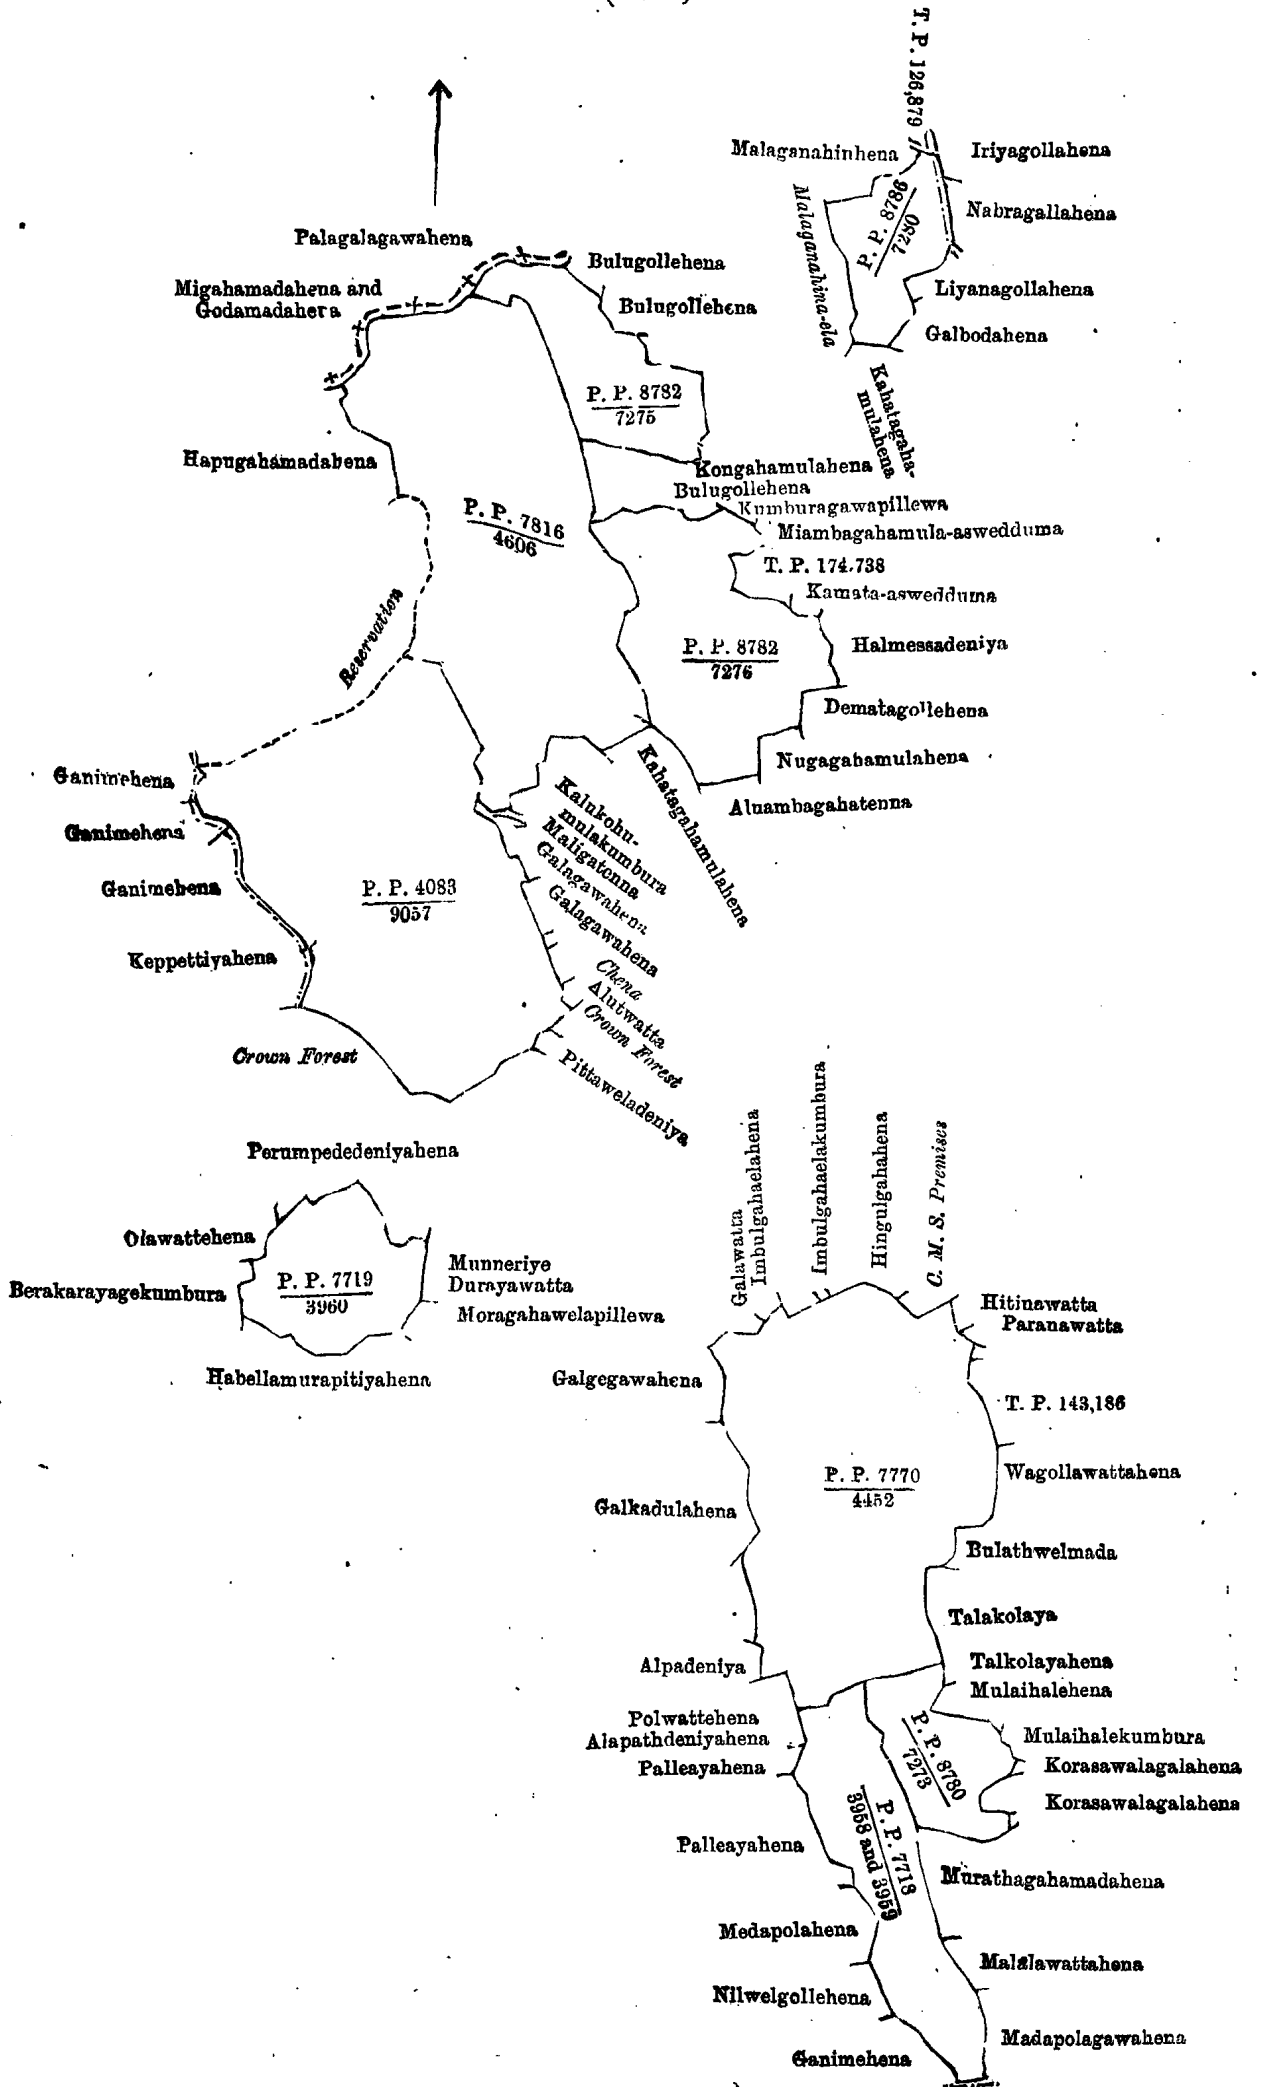 T. P. 126,879
Malaganahinhena
Iriyagollahena
Malaganahina-ela
P. P. 8786
7280
Nabragallahena
Liyanagollahena
Galbodahena
Kahatagaha-
mulahena
Palagalagawahena
Bulugollehena
Migahamadahena and
Godamadahera
Bulugollehena
P. P. 8782
7275
Hapugahamadahena
Kongahamulahena
Bulugollehena
Kumburagawapillewa
Miambagahamula-aswedduma
P. P. 7816
4606
T. P. 174,738
Kamata-aswedduma
Reservation
P. P. 8782
7276
Halmessadeniya
Dematagollehena
Nugagahamulahena
Aluambagahatenna
Kahatagahamulahena
Ganimehena
Ganimehena
Ganimehena
Keppettiyahena
P. P. 4083
9057
Kalukohu-
mulakumbura
Maligatenna
Galagawahena
Galagawahena
Chena
Alutwatta
Crown Forest
Pittaweladeniya
Crown Forest
Perumpededeniyahena
Olawattehena
Berakarayagekumbura
P. P. 7719
3960
Munneriye
Durayawatta
Moragahawelapillewa
Habellamurapitiyahena
Galawatta
Imbulgahaelahena
Imbulgahaelakumbura
Hingulgahahena
C. M. S. Premises
Hitinawatta
Paranawatta
Galgegawahena
T. P. 143,186
P. P. 7770
4452
Wagollawattahena
Galkadulahena
Bulathwelmada
Talakolaya
Alpadeniya
Talkolayahena
Mulaihalehena
Polwattehena
Alapathdeniyahena
Palleayahena
P. P. 8780
7273
Mulaihalekumbura
Korasawalagalahena
Korasawalagalahena
Palleayahena
P. P. 7718
3958 and 3959
Murathagahamadahena
Medapolahena
Malalawattahena
Nilwelgollehena
Madapolagawahena
Ganimehena